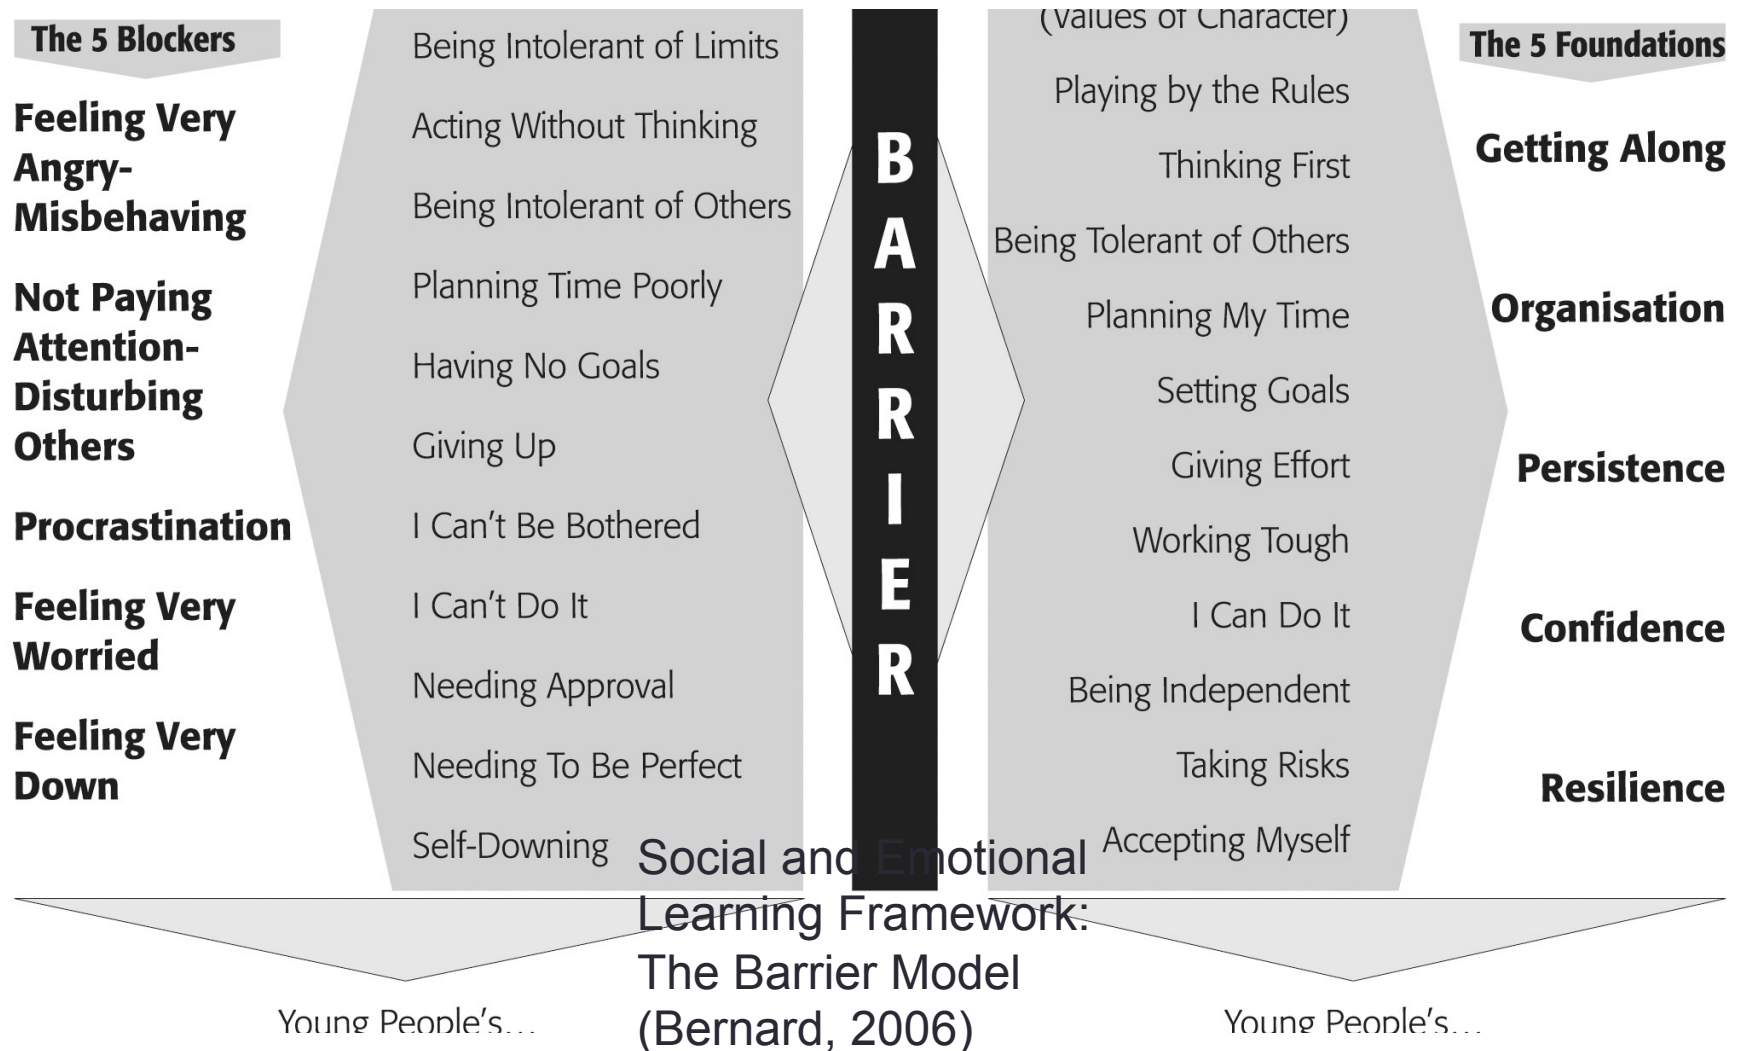 The 5 Blockers
Feeling Very
Angry-
Misbehaving
Not Paying
Attention-
Disturbing
Others
Procrastination
Feeling Very
Worried
Feeling Very
Down
Being Intolerant of Limits
Acting Without Thinking
Being Intolerant of Others
Planning Time Poorly
Having No Goals
Giving Up
I Can't Be Bothered
I Can't Do It
Needing Approval
Needing To Be Perfect
Self-Downing
BARRIER
(Values of Character)
Playing by the Rules
Thinking First
Being Tolerant of Others
Planning My Time
Setting Goals
Giving Effort
Working Tough
I Can Do It
Being Independent
Taking Risks
Accepting Myself
The 5 Foundations
Getting Along
Organisation
Persistence
Confidence
Resilience
Social and Emotional
Learning Framework:
The Barrier Model
(Bernard, 2006)
Young People's...
Young People's...